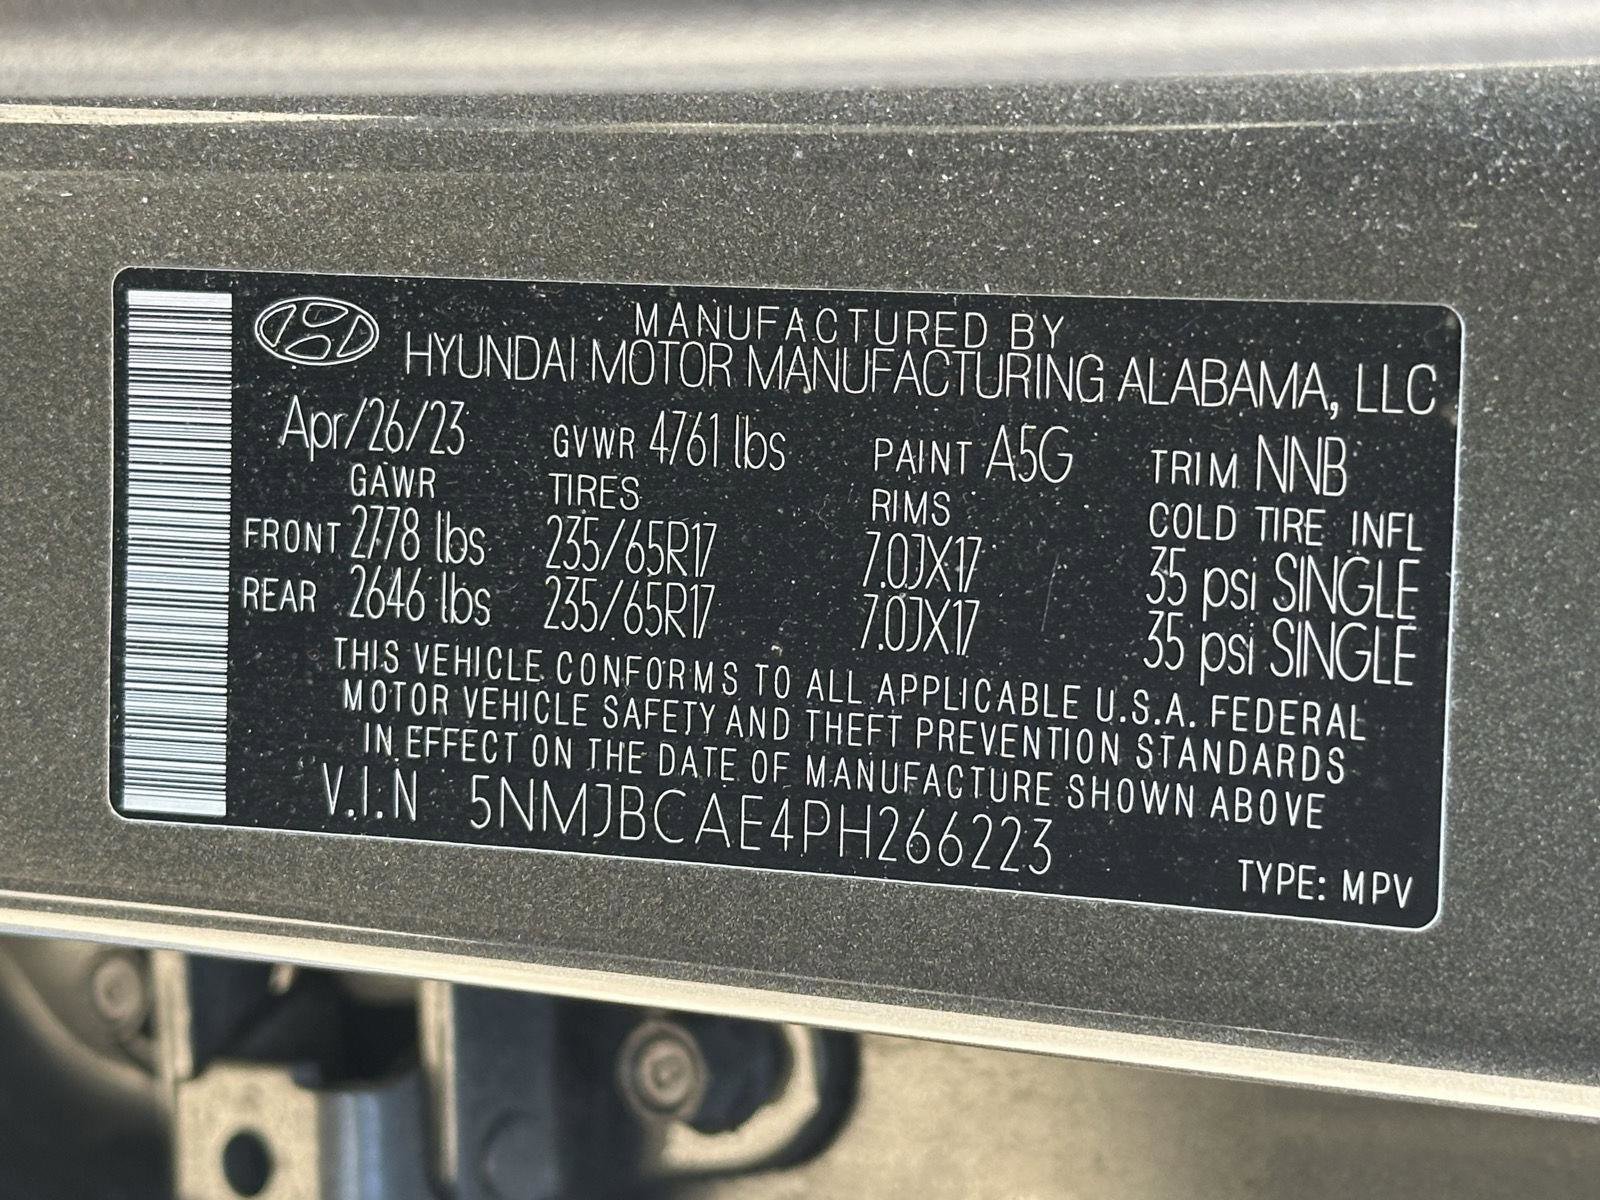 MANUFACTURED BY
HYUNDAI MOTOR MANUFACTURING ALABAMA, LLC
Apr/26/23 GVWR 4761 lbs PAINT A5G TRIM NNB
GAWR TIRES RIMS COLD TIRE INFL
FRONT 2778 lbs 235/65R17 7.0JX17 35 psi SINGLE
REAR 2646 lbs 235/65R17 7.0JX17 35 psi SINGLE
THIS VEHICLE CONFORMS TO ALL APPLICABLE U.S.A. FEDERAL
MOTOR VEHICLE SAFETY AND THEFT PREVENTION STANDARDS
IN EFFECT ON THE DATE OF MANUFACTURE SHOWN ABOVE
V.I.N 5NMJBCAE4PH266223
TYPE: MPV